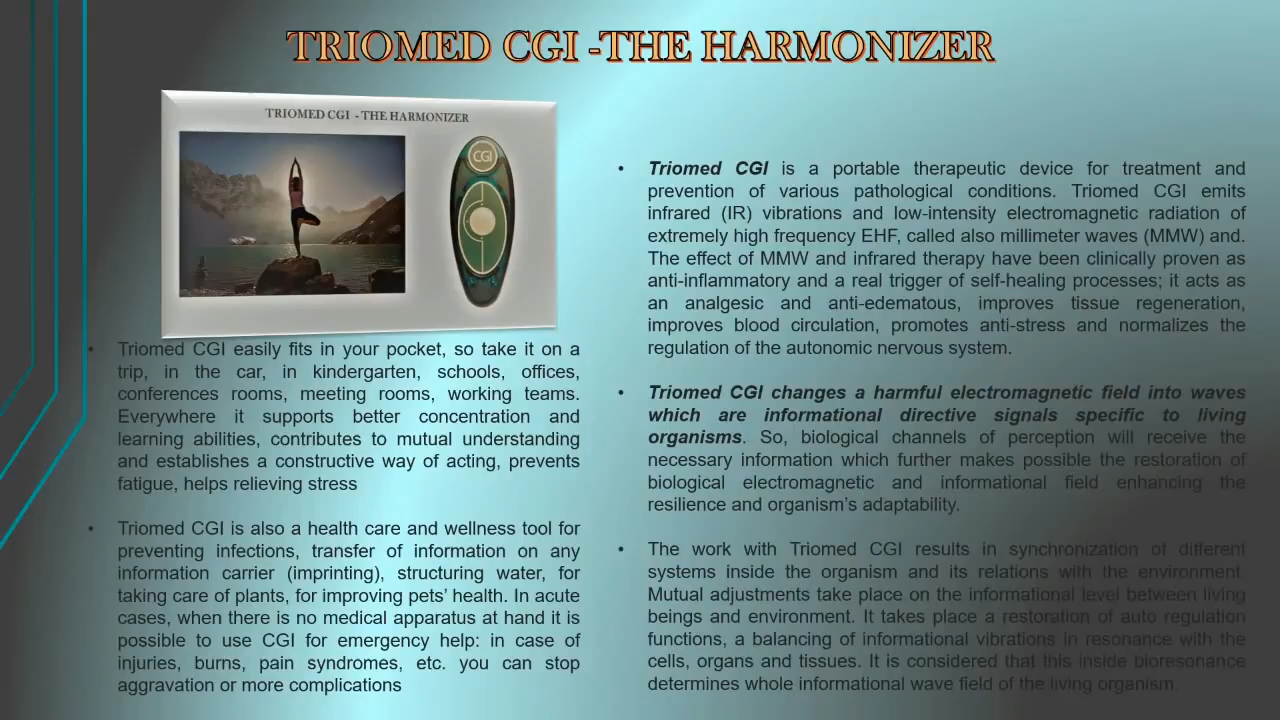 TRIOMED CGI -THE HARMONIZER
TRIOMED CGI - THE HARMONIZER
CGI
• Triomed CGI easily fits in your pocket, so take it on a
trip, in the car, in kindergarten, schools, offices,
conferences rooms, meeting rooms, working teams.
Everywhere it supports better concentration and
learning abilities, contributes to mutual understanding
and establishes a constructive way of acting, prevents
fatigue, helps relieving stress
• Triomed CGI is also a health care and wellness tool for
preventing infections, transfer of information on any
information carrier (imprinting), structuring water, for
taking care of plants, for improving pets' health. In acute
cases, when there is no medical apparatus at hand it is
possible to use CGI for emergency help: in case of
injuries, burns, pain syndromes, etc. you can stop
aggravation or more complications
• Triomed CGI is a portable therapeutic device for treatment and
prevention of various pathological conditions. Triomed CGI emits
infrared (IR) vibrations and low-intensity electromagnetic radiation of
extremely high frequency EHF, called also millimeter waves (MMW) and.
The effect of MMW and infrared therapy have been clinically proven as
anti-inflammatory and a real trigger of self-healing processes; it acts as
an analgesic and anti-edematous, improves tissue regeneration,
improves blood circulation, promotes anti-stress and normalizes the
regulation of the autonomic nervous system.
• Triomed CGI changes a harmful electromagnetic field into waves
which are informational directive signals specific to living
organisms. So, biological channels of perception will receive the
necessary information which further makes possible the restoration of
biological electromagnetic and informational field enhancing the
resilience and organism's adaptability.
• The work with Triomed CGI results in synchronization of different
systems inside the organism and its relations with the environment.
Mutual adjustments take place on the informational level between living
beings and environment. It takes place a restoration of auto regulation
functions, a balancing of informational vibrations in resonance with the
cells, organs and tissues. It is considered that this inside bioresonance
determines whole informational wave field of the living organism.